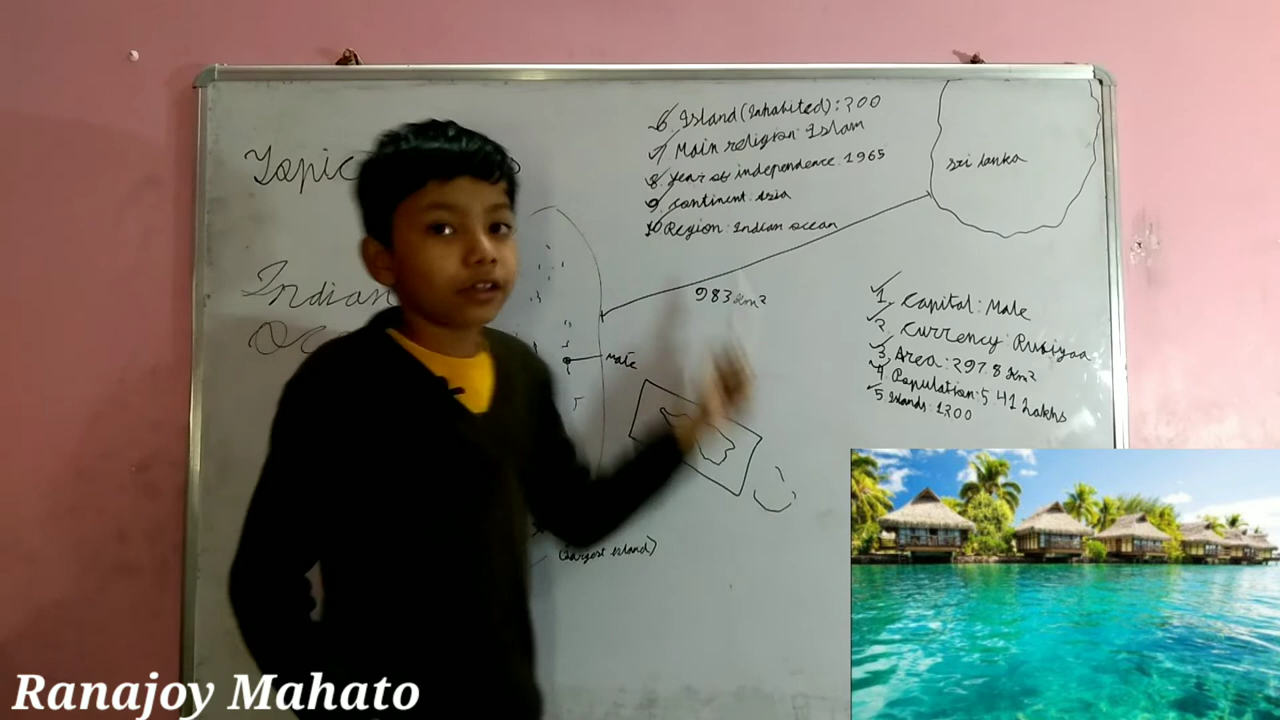 Topic
Indian
6. Island (Inhabited): 200
7 Main religion: Islam
8. year of independence: 1965
9. continent: Asia
10 Region: Indian ocean
sri lanka
983 km²
Male
1. Capital: Male
2. Currency: Rufiyaa
3. Area: 297.8 km²
4 Population: 5.41 Lakhs
5 Islands: 1200
(Largest island)
Ranajoy Mahato